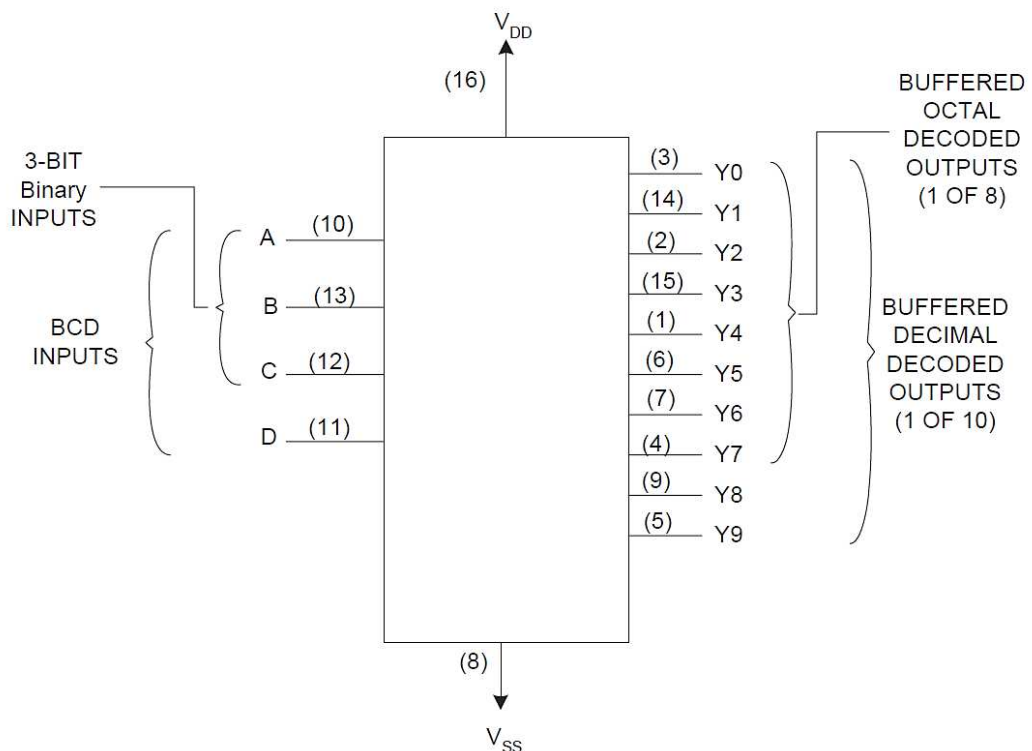 V_DD
(16)
3-BIT
Binary
INPUTS
BCD
INPUTS
A (10)
B (13)
C (12)
D (11)
(3) Y0
(14) Y1
(2) Y2
(15) Y3
(1) Y4
(6) Y5
(7) Y6
(4) Y7
(9) Y8
(5) Y9
BUFFERED
OCTAL
DECODED
OUTPUTS
(1 OF 8)
BUFFERED
DECIMAL
DECODED
OUTPUTS
(1 OF 10)
(8)
V_SS